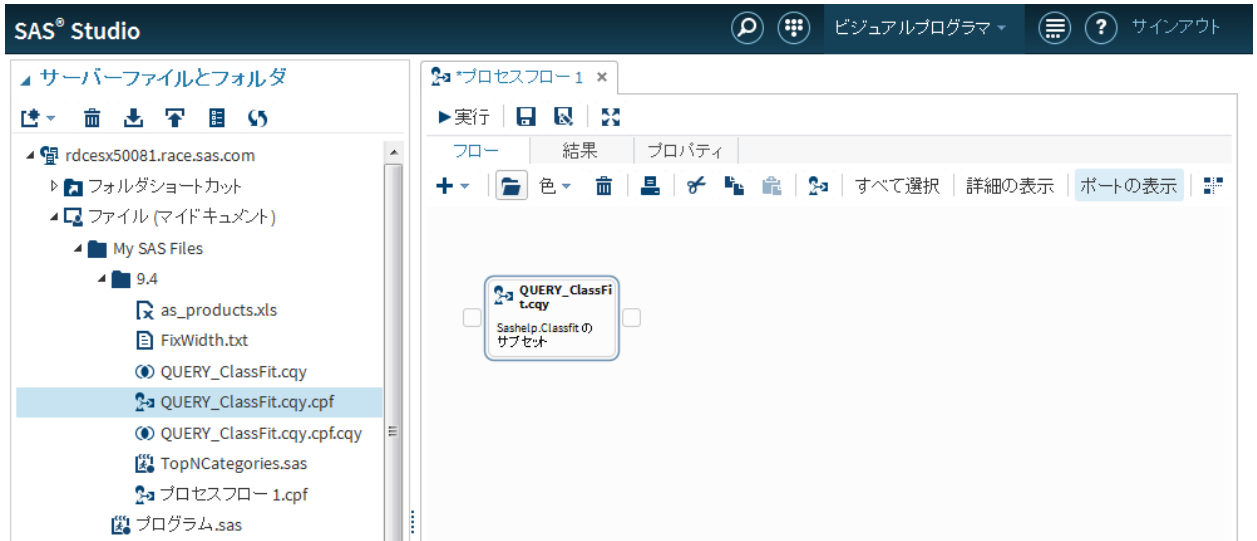 SAS® Studio
ビジュアルプログラマ
サインアウト
サーバーファイルとフォルダ
rdcesx50081.race.sas.com
フォルダショートカット
ファイル (マイドキュメント)
My SAS Files
9.4
as_products.xls
FixWidth.txt
QUERY_ClassFit.cqy
QUERY_ClassFit.cqy.cpf
QUERY_ClassFit.cqy.cpf.cqy
TopNCategories.sas
プロセスフロー 1.cpf
プログラム.sas
*プロセスフロー 1
実行
フロー 結果 プロパティ
色 すべて選択 詳細の表示 ポートの表示
QUERY_ClassFi
t.cqy
Sashelp.Classfit の
サブセット